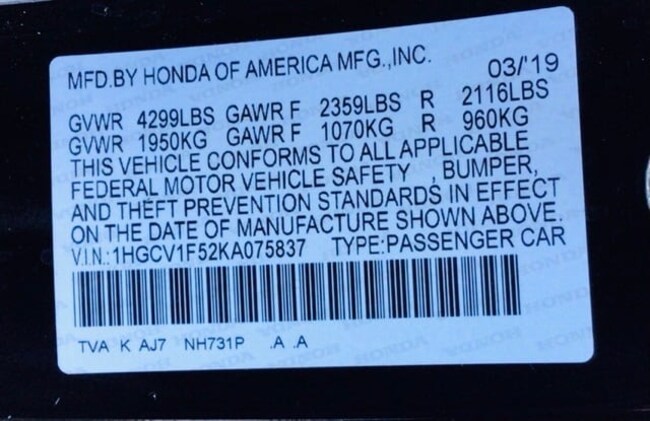 MFD.BY HONDA OF AMERICA MFG.,INC. 03/'19
GVWR 4299LBS GAWR F 2359LBS R 2116LBS
GVWR 1950KG GAWR F 1070KG R 960KG
THIS VEHICLE CONFORMS TO ALL APPLICABLE
FEDERAL MOTOR VEHICLE SAFETY , BUMPER,
AND THEFT PREVENTION STANDARDS IN EFFECT
ON THE DATE OF MANUFACTURE SHOWN ABOVE.
V.I.N.:1HGCV1F52KA075837 TYPE:PASSENGER CAR
TVA K AJ7 NH731P .A .A